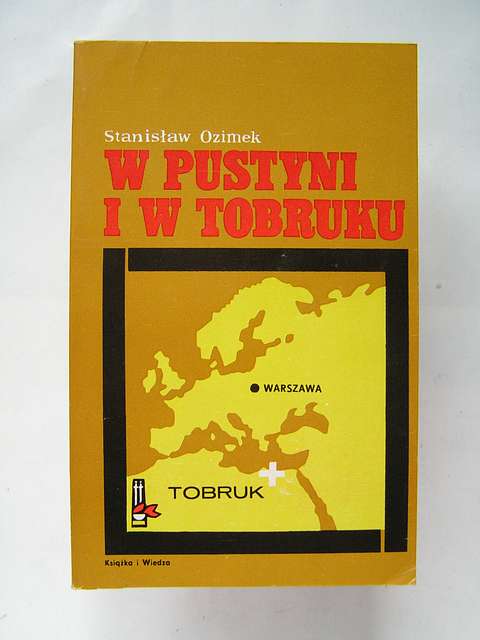 Stanisław Ozimek
W PUSTYNI
I W TOBRUKU
WARSZAWA
TOBRUK
Książka i Wiedza